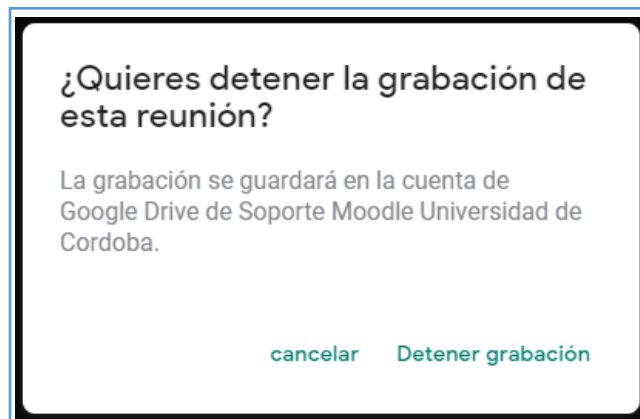 ¿Quieres detener la grabación de
esta reunión?
La grabación se guardará en la cuenta de
Google Drive de Soporte Moodle Universidad de
Cordoba.
cancelar Detener grabación